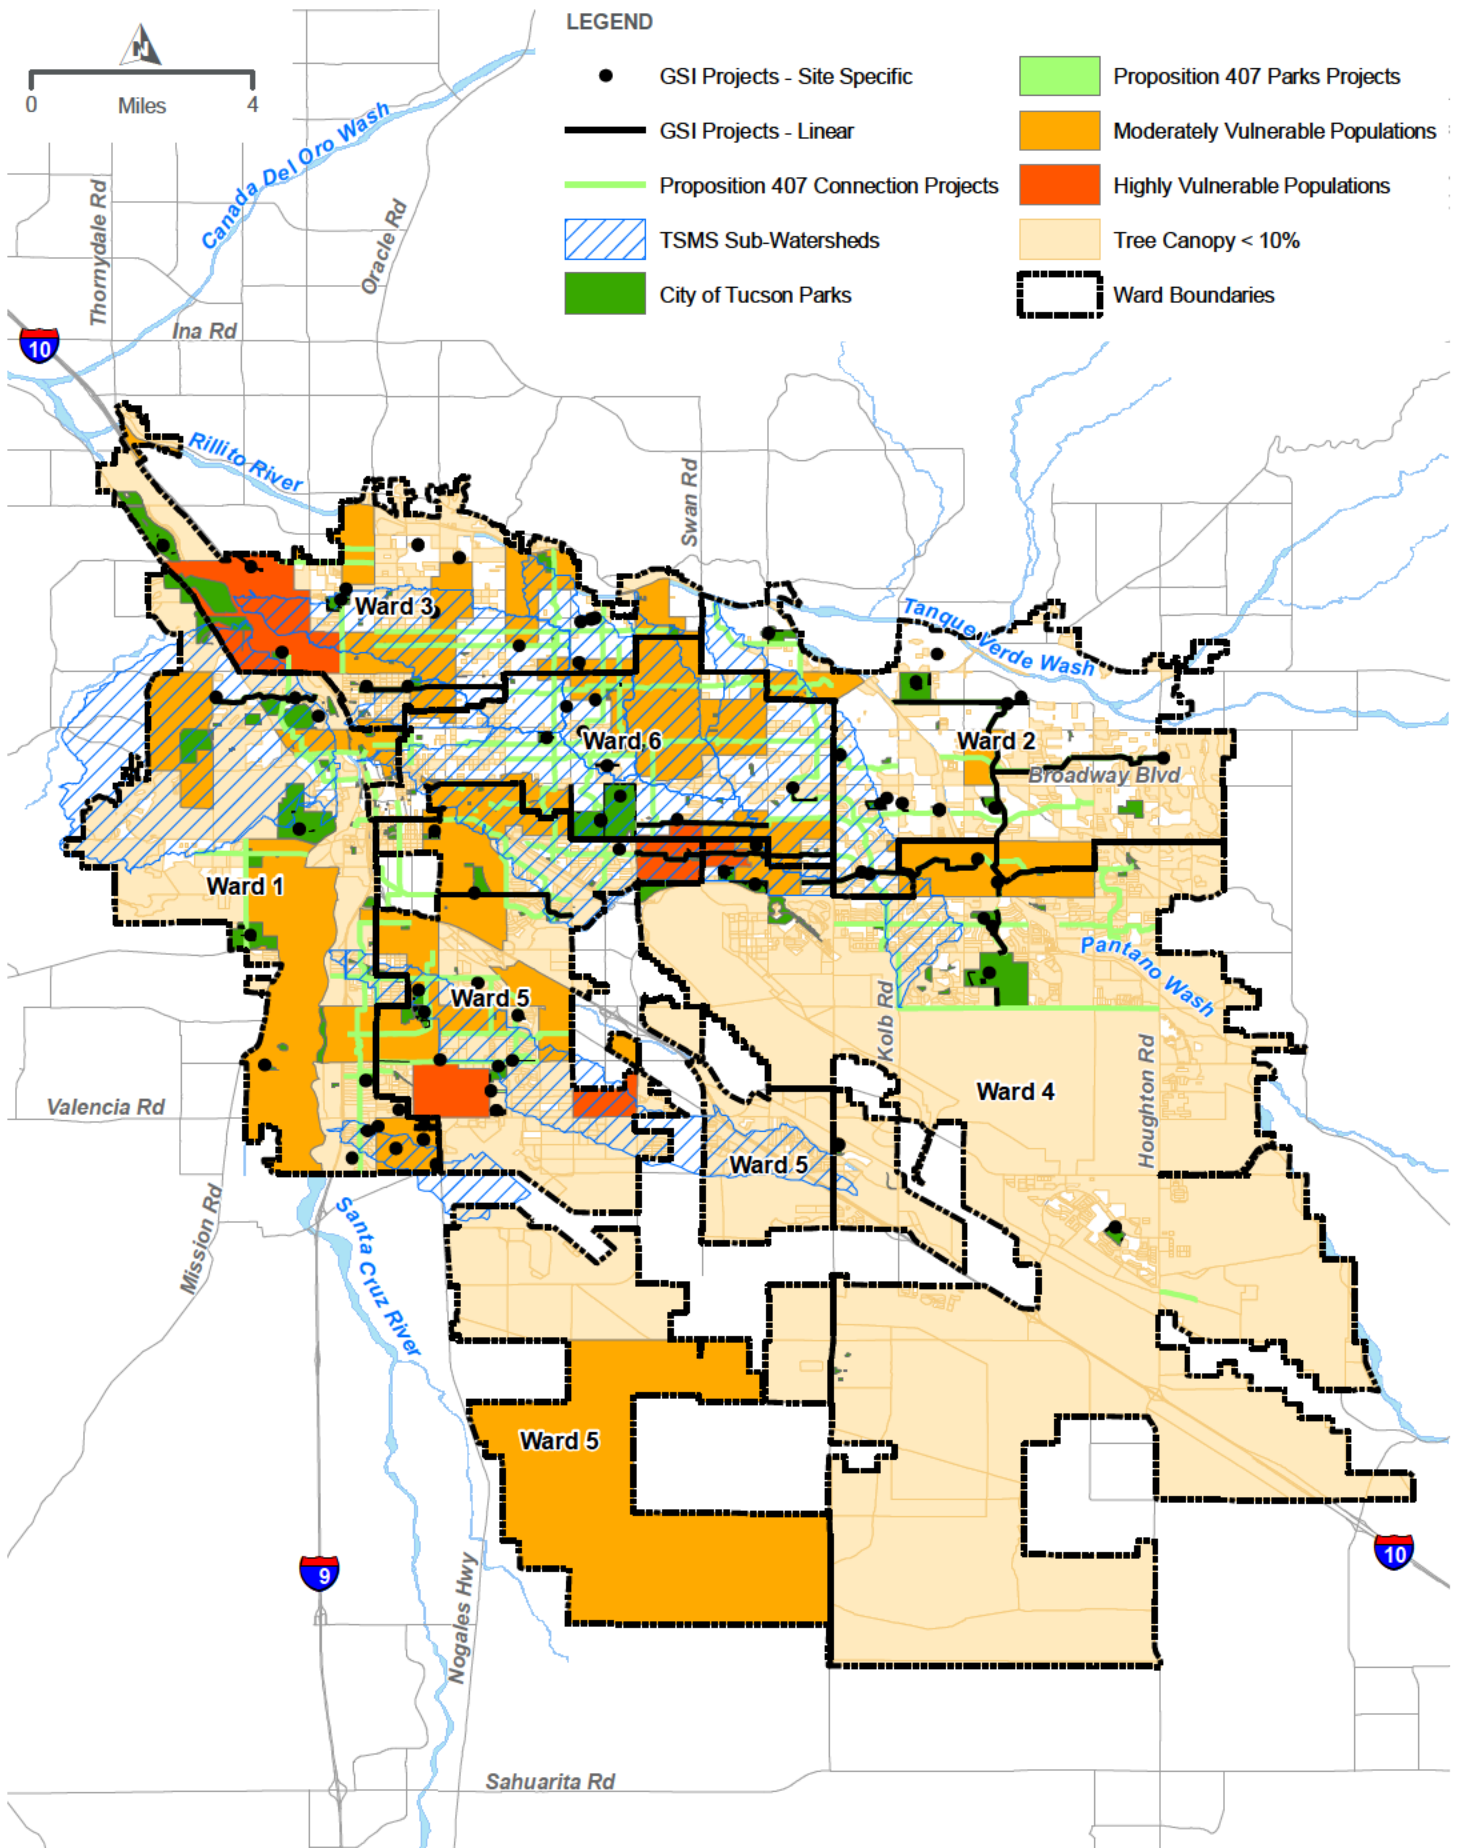 LEGEND
N
0 Miles 4
GSI Projects - Site Specific
GSI Projects - Linear
Proposition 407 Connection Projects
TSMS Sub-Watersheds
City of Tucson Parks
Proposition 407 Parks Projects
Moderately Vulnerable Populations
Highly Vulnerable Populations
Tree Canopy < 10%
Ward Boundaries
Canada Del Oro Wash
Thornydale Rd
Oracle Rd
Ina Rd
10
Rillito River
Swan Rd
Ward 3
Tanque Verde Wash
Ward 6
Ward 2
Broadway Blvd
Ward 1
Pantano Wash
Ward 5
Kolb Rd
Houghton Rd
Ward 4
Valencia Rd
Ward 5
Mission Rd
Santa Cruz River
Ward 5
10
9
Nogales Hwy
Sahuarita Rd